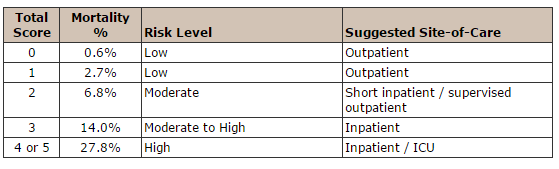 Total Score Mortality % Risk Level Suggested Site-of-Care
0 0.6% Low Outpatient
1 2.7% Low Outpatient
2 6.8% Moderate Short inpatient / supervised
outpatient
3 14.0% Moderate to High Inpatient
4 or 5 27.8% High Inpatient / ICU